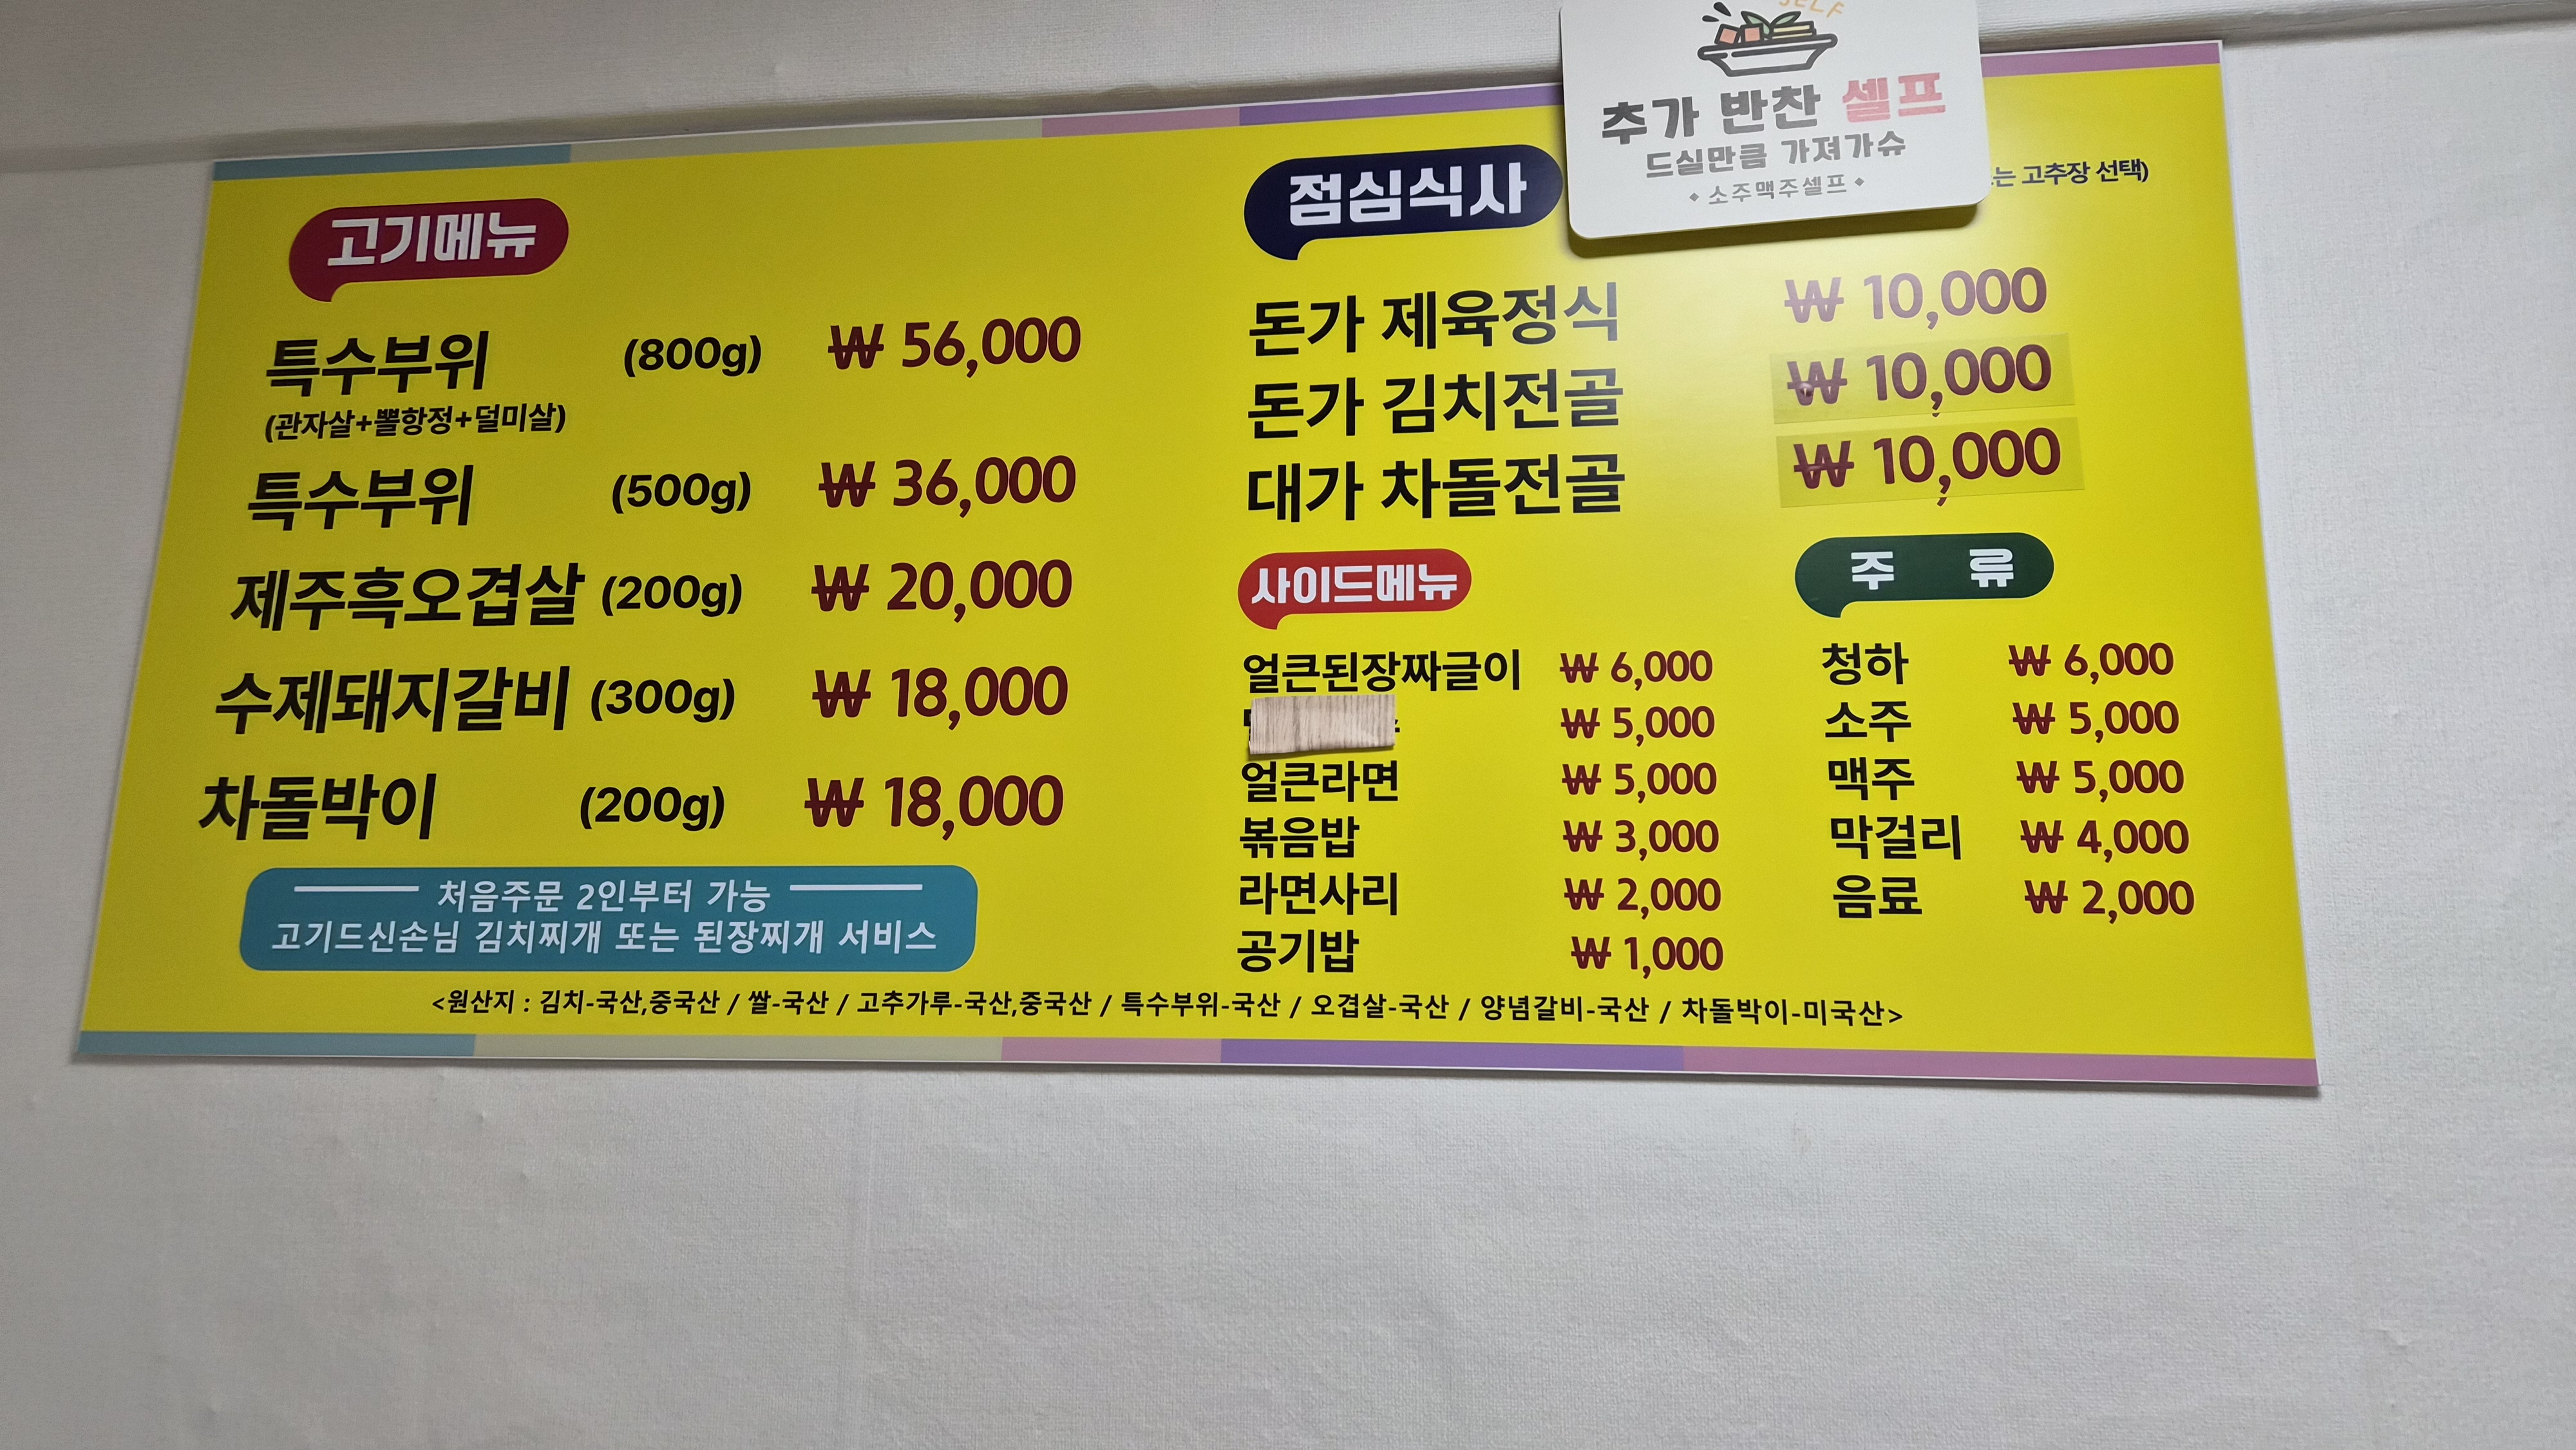 SELF
추가 반찬 셀프
드실만큼 가져가슈
소주맥주셀프
고기메뉴
특수부위 (800g) ₩ 56,000
(관자살+뽈항정+덜미살)
특수부위 (500g) ₩ 36,000
제주흑오겹살 (200g) ₩ 20,000
수제돼지갈비 (300g) ₩ 18,000
차돌박이 (200g) ₩ 18,000
처음주문 2인부터 가능
고기드신손님 김치찌개 또는 된장찌개 서비스
점심식사
는 고추장 선택)
돈가 제육정식 ₩ 10,000
돈가 김치전골 ₩ 10,000
대가 차돌전골 ₩ 10,000
사이드메뉴
얼큰된장짜글이 ₩ 6,000
₩ 5,000
얼큰라면 ₩ 5,000
볶음밥 ₩ 3,000
라면사리 ₩ 2,000
공기밥 ₩ 1,000
주 류
청하 ₩ 6,000
소주 ₩ 5,000
맥주 ₩ 5,000
막걸리 ₩ 4,000
음료 ₩ 2,000
<원산지 : 김치-국산,중국산 / 쌀-국산 / 고추가루-국산,중국산 / 특수부위-국산 / 오겹살-국산 / 양념갈비-국산 / 차돌박이-미국산>